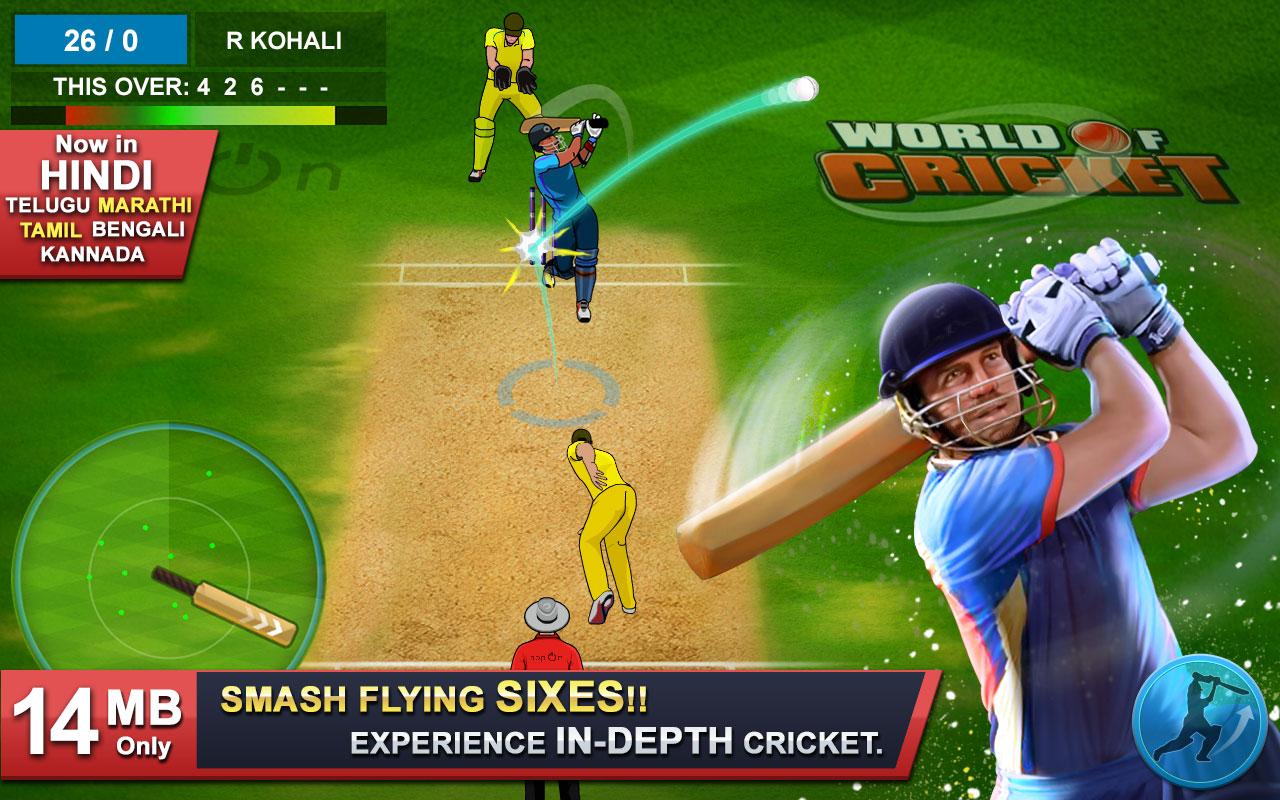 26 / 0
R KOHALI
THIS OVER: 4 2 6 - - -
Now in
HINDI
TELUGU MARATHI
TAMIL BENGALI
KANNADA
WORLD OF
CRICKET
14 MB
Only
SMASH FLYING SIXES!!
EXPERIENCE IN-DEPTH CRICKET.